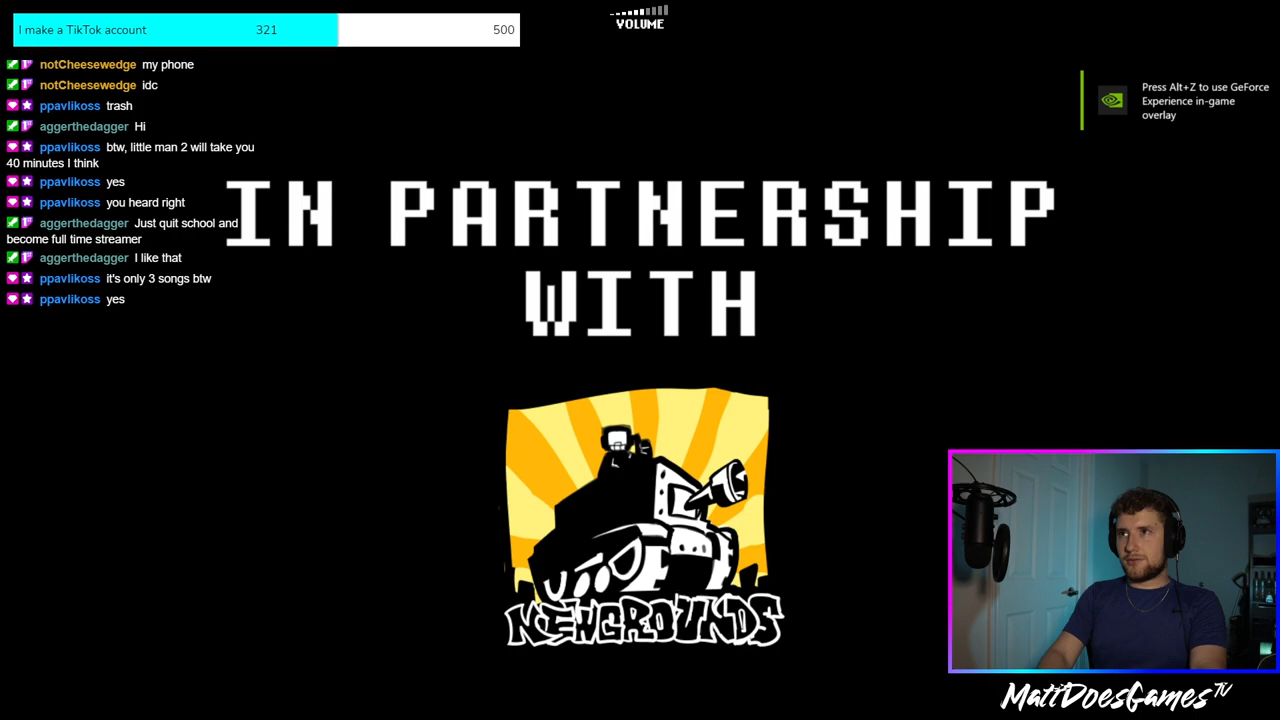 I make a TikTok account 321 500
VOLUME
notCheesewedge my phone
notCheesewedge idc
ppavlikoss trash
aggerthedagger Hi
ppavlikoss btw, little man 2 will take you
40 minutes I think
ppavlikoss yes
ppavlikoss you heard right
aggerthedagger Just quit school and
become full time streamer
aggerthedagger I like that
ppavlikoss it's only 3 songs btw
ppavlikoss yes
Press Alt+Z to use GeForce
Experience in-game
overlay
IN PARTNERSHIP
WITH
NEWGROUNDS
MattDoesGames TV